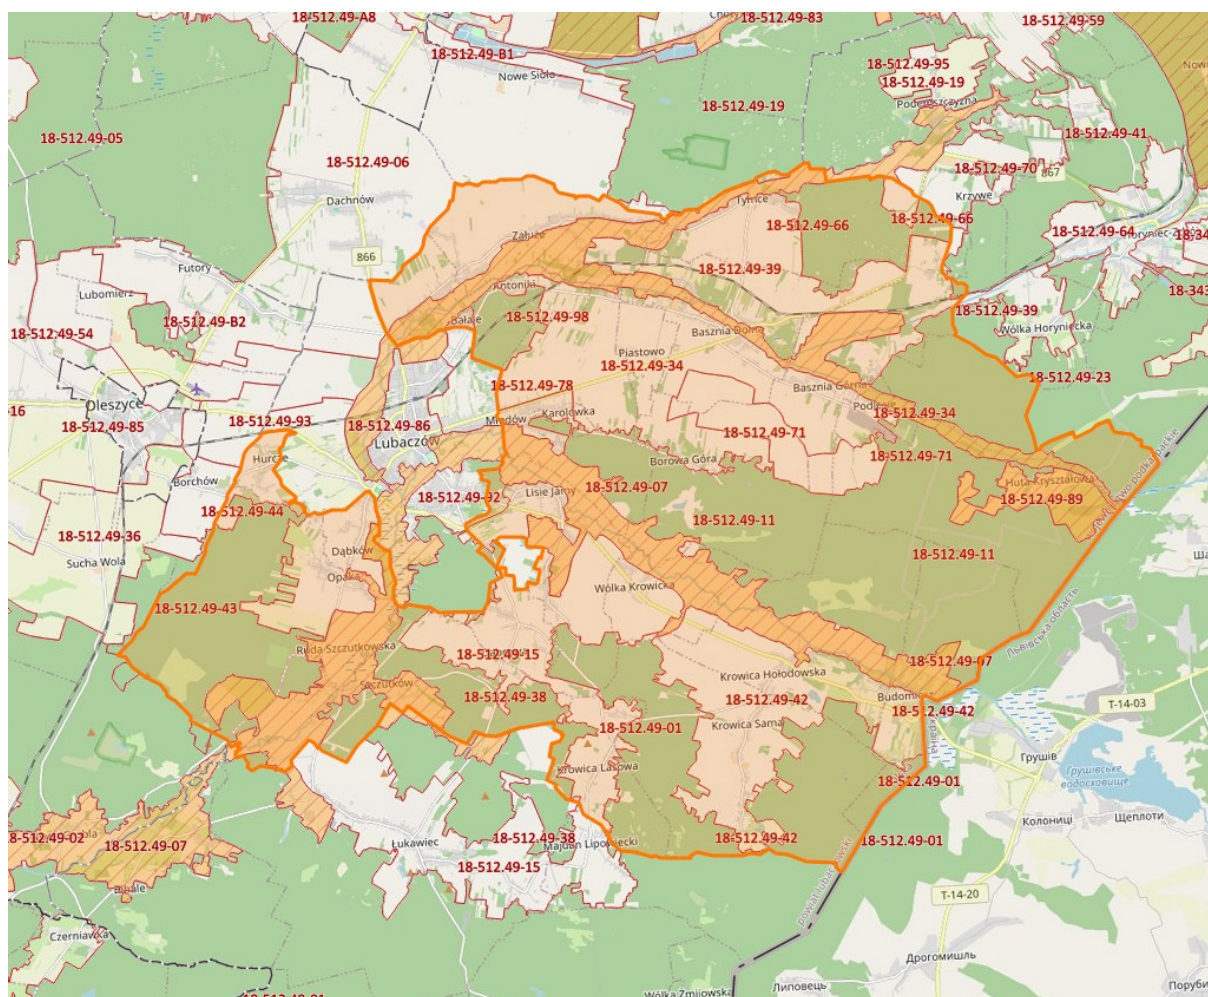 18-512.49-A8
18-512.49-83
18-512.49-59
18-512.49-B1
Nowe Sioło
18-512.49-95
18-512.49-19
18-512.49-19
18-512.49-05
18-512.49-41
18-512.49-06
18-512.49-70
867
Krzywe
Dachnów
Tymce
18-512.49-66
18-512.49-66
18-512.49-64
Załuże
866
Futory
18-512.49-39
Lubomierz
Antoniki
18-512.49-B2
Bałaje
18-512.49-98
18-512.49-39
Wólka Horyniecka
18-512.49-54
Basznia Dolna
Piastowo
18-512.49-34
18-512.49-78
18-512.49-23
Basznia Górna
Oleszyce
Karolówka
18-512.49-34
18-512.49-93
18-512.49-86
18-512.49-85
Lubaczów
18-512.49-71
18-512.49-71
Hurcze
Borowa Góra
Borchów
Huta Kryształowa
18-512.49-07
18-512.49-92
Lisie Jamy
18-512.49-89
18-512.49-44
18-512.49-11
18-512.49-36
Dąbków
18-512.49-11
Sucha Wola
Opaka
Wólka Krowicka
18-512.49-43
Львівська область
Ruda Szczutkowska
18-512.49-15
18-512.49-07
Krowica Hołodowska
Szczutków
18-512.49-38
18-512.49-42
18-512.49-42
T-14-03
18-512.49-01
Krowica Sama
Грушів
Krowica Lasowa
Грушівське
водосховище
18-512.49-01
Колониці
Щеплоти
18-512.49-02
18-512.49-07
18-512.49-38
18-512.49-42
18-512.49-01
Łukawiec
18-512.49-15
T-14-20
Czerniawka
Дрогомишль
Липовець
Wólka Żmijowska